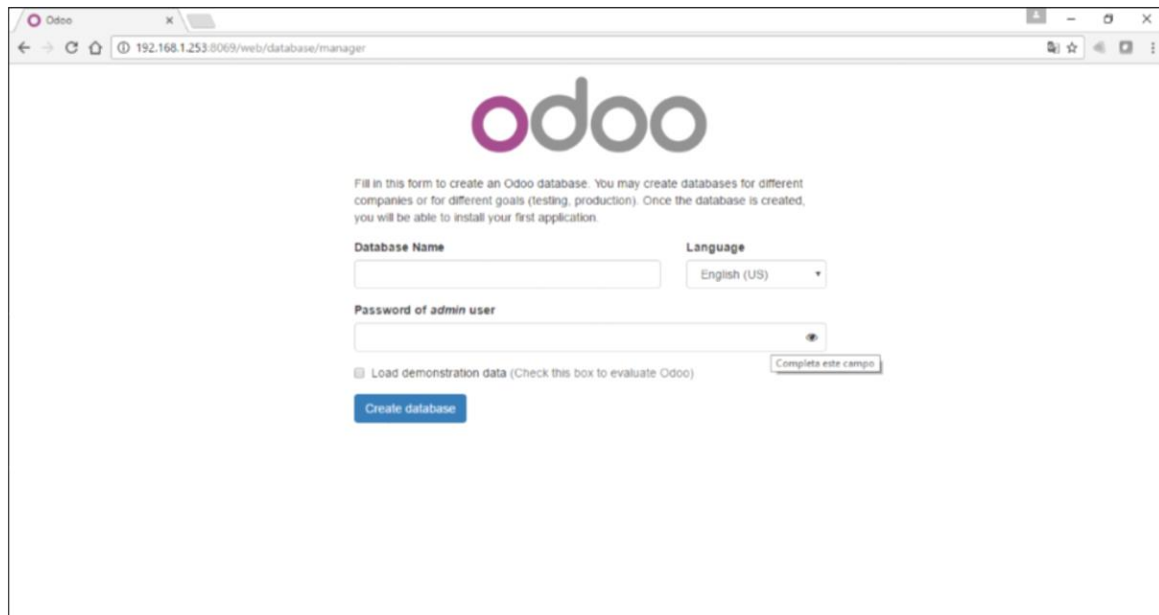 Odoo
192.168.1.253:8069/web/database/manager
odoo
Fill in this form to create an Odoo database. You may create databases for different
companies or for different goals (testing, production). Once the database is created,
you will be able to install your first application.
Database Name Language
English (US)
Password of admin user
Completa este campo
Load demonstration data (Check this box to evaluate Odoo)
Create database